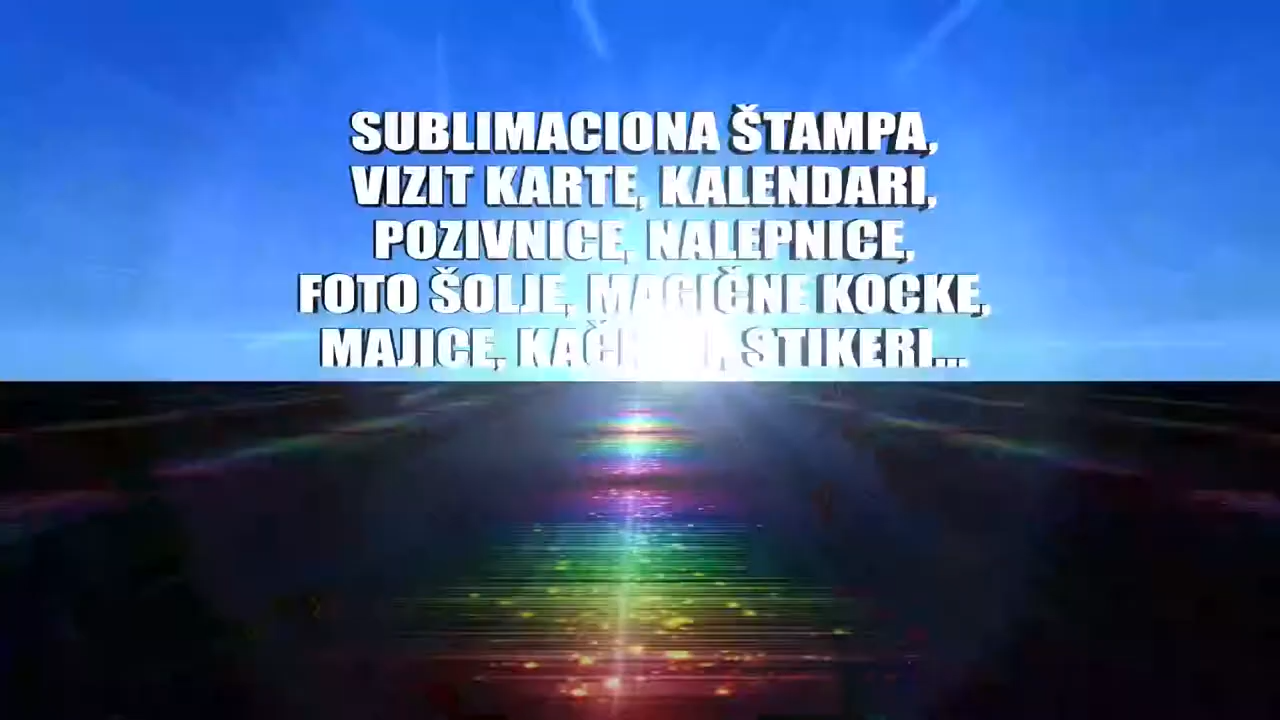 SUBLIMACIONA ŠTAMPA,
VIZIT KARTE, KALENDARI,
POZIVNICE, NALEPNICE,
FOTO ŠOLJE, MAGIČNE KOCKE,
MAJICE, STIKERI...